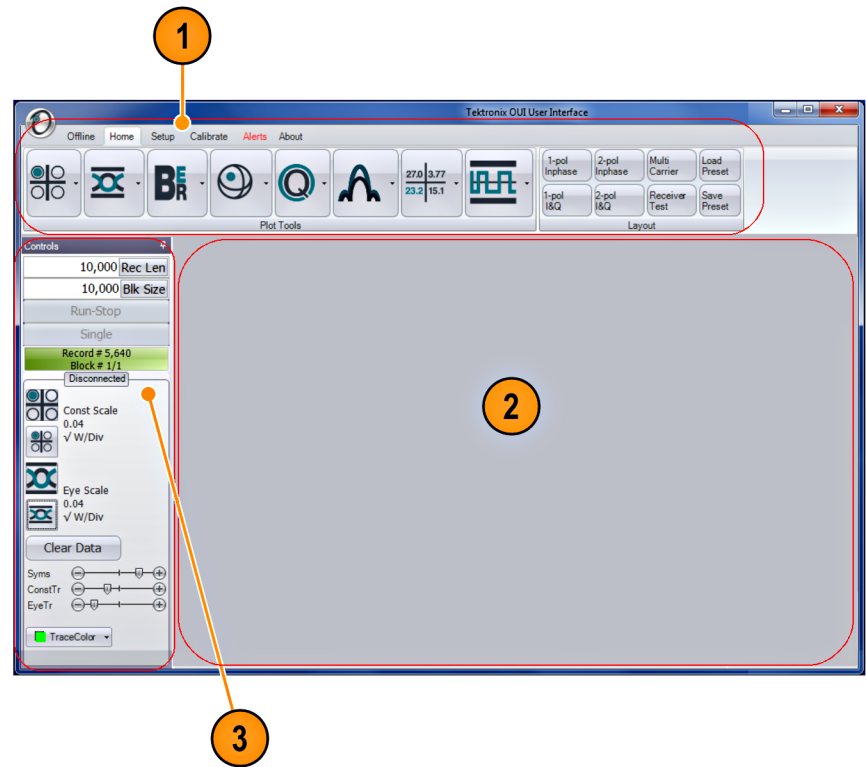 1
Tektronix OUI User Interface
Offline Home Setup Calibrate Alerts About
BER
27.0 3.77
23.2 15.1
1-pol Inphase
2-pol Inphase
Multi Carrier
Load Preset
1-pol I&Q
2-pol I&Q
Receiver Test
Save Preset
Plot Tools
Layout
Controls
10,000 Rec Len
10,000 Blk Size
Run-Stop
Single
Record # 5,640
Block # 1/1
Disconnected
Const Scale
0.04
√ W/Div
Eye Scale
0.04
√ W/Div
Clear Data
Syms
ConstTr
EyeTr
TraceColor
2
3